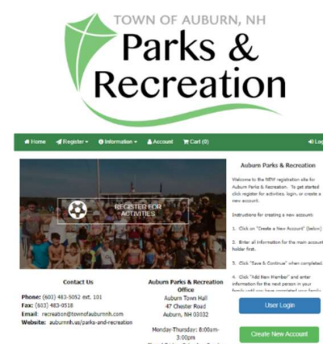 TOWN OF AUBURN, NH
Parks &
Recreation
Home Register Information Account Cart (0)
REGISTER FOR
ACTIVITIES
Auburn Parks & Recreation
Welcome to the NEW registration site for
Auburn Parks & Recreation. To get started
click register for activities, login, or create a
new account.
Instructions for creating a new account:
1. Click on "Create a New Account" (below)
2. Enter all information for the main account
holder first.
3. Click "Save & Continue" when completed
4. Click "Add New Member" and enter
information for the next person in your
Contact Us
Phone: (603) 483-5052 ext. 101
Fax: (603) 483-0518
Email: recreation@townofauburnnh.com
Website: auburnnh.us/parks-and-recreation
Auburn Parks & Recreation
Office
Auburn Town Hall
47 Chester Road
Auburn, NH 03032
Monday-Thursday: 8:00am-
3:00pm
User Login
Create New Account